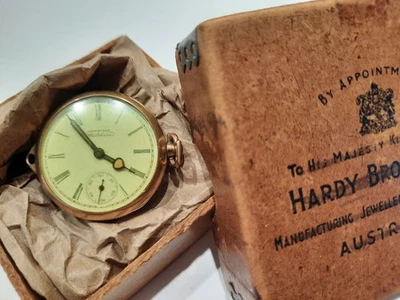 BY APPOINTM
TO HIS MAJESTY K
HARDY BRO
MANUFACTURING JEWELLE
AUSTR